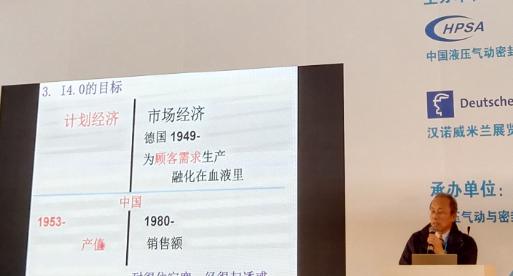 3. I4.0的目标
计划经济
市场经济
德国 1949-
为顾客需求生产
融化在血液里
中国
1953-
产值
1980-
销售额
HPSA
中国液压气动密封
Deutsche
汉诺威米兰展览
承办单位:
压气动与密封